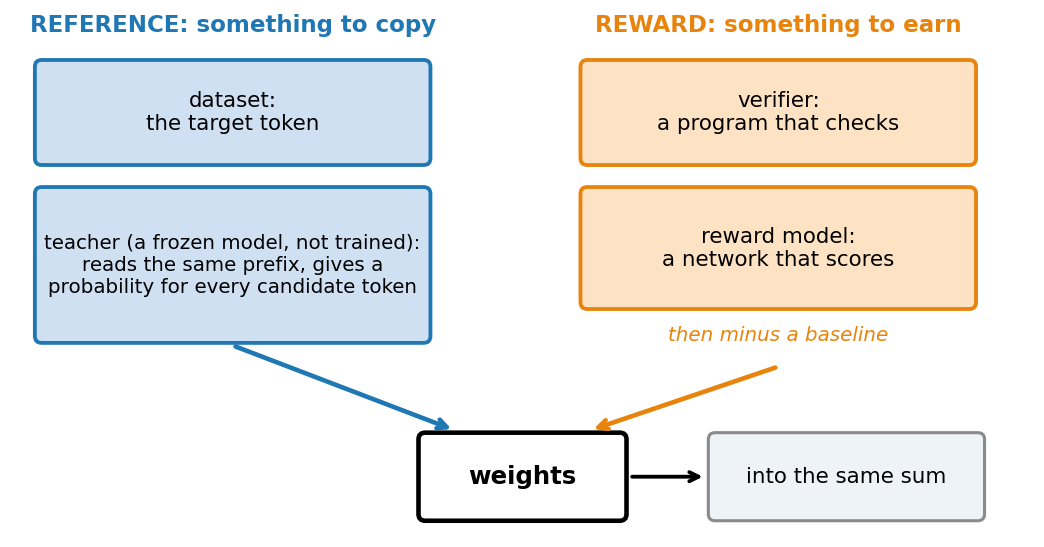 REFERENCE: something to copy
dataset:
the target token
teacher (a frozen model, not trained):
reads the same prefix, gives a
probability for every candidate token
REWARD: something to earn
verifier:
a program that checks
reward model:
a network that scores
then minus a baseline
weights
into the same sum